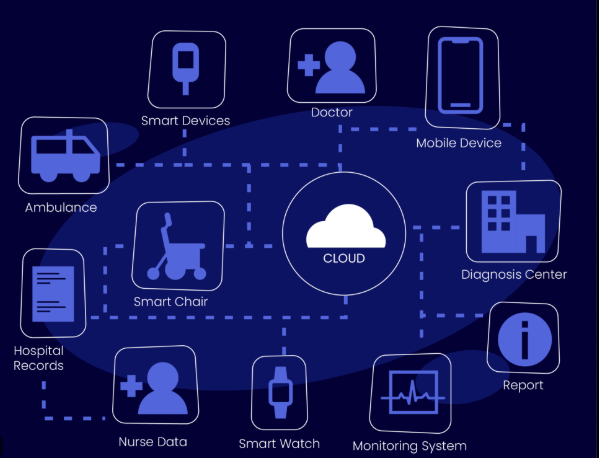 Smart Devices
Doctor
Mobile Device
Ambulance
CLOUD
Diagnosis Center
Smart Chair
Hospital
Records
Report
Nurse Data
Smart Watch
Monitoring System